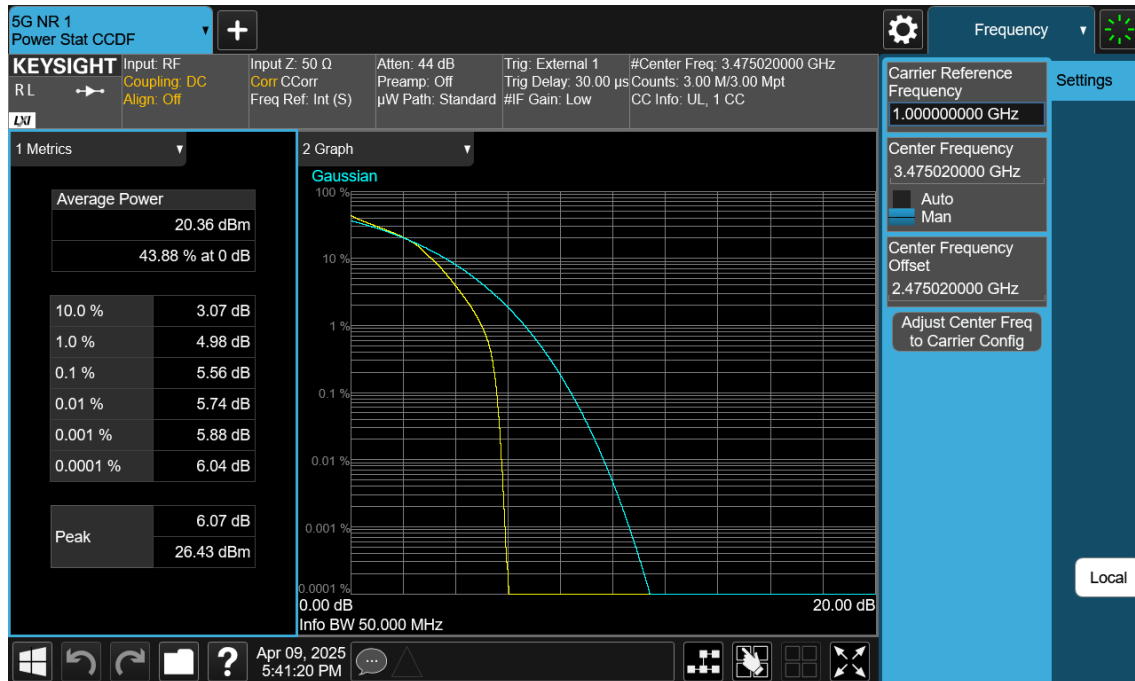 5G NR 1
Power Stat CCDF
Frequency
KEYSIGHT
RL
LXI
Input: RF
Coupling: DC
Align: Off
Input Z: 50 Ω
Corr CCorr
Freq Ref: Int (S)
Atten: 44 dB
Preamp: Off
µW Path: Standard
Trig: External 1
Trig Delay: 30.00 µs
#IF Gain: Low
#Center Freq: 3.475020000 GHz
Counts: 3.00 M/3.00 Mpt
CC Info: UL, 1 CC
1 Metrics
Average Power
20.36 dBm
43.88 % at 0 dB
10.0 % 3.07 dB
1.0 % 4.98 dB
0.1 % 5.56 dB
0.01 % 5.74 dB
0.001 % 5.88 dB
0.0001 % 6.04 dB
Peak
6.07 dB
26.43 dBm
2 Graph
Gaussian
100 %
10 %
1 %
0.1 %
0.01 %
0.001 %
0.0001 %
0.00 dB 20.00 dB
Info BW 50.000 MHz
Carrier Reference
Frequency
1.000000000 GHz
Center Frequency
3.475020000 GHz
Auto
Man
Center Frequency
Offset
2.475020000 GHz
Adjust Center Freq
to Carrier Config
Settings
Local
?
Apr 09, 2025
5:41:20 PM